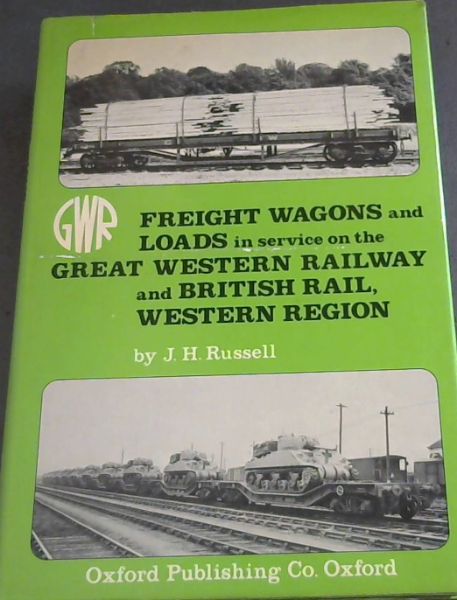 GWR
FREIGHT WAGONS and
LOADS in service on the
GREAT WESTERN RAILWAY
and BRITISH RAIL,
WESTERN REGION
by J. H. Russell
Oxford Publishing Co. Oxford